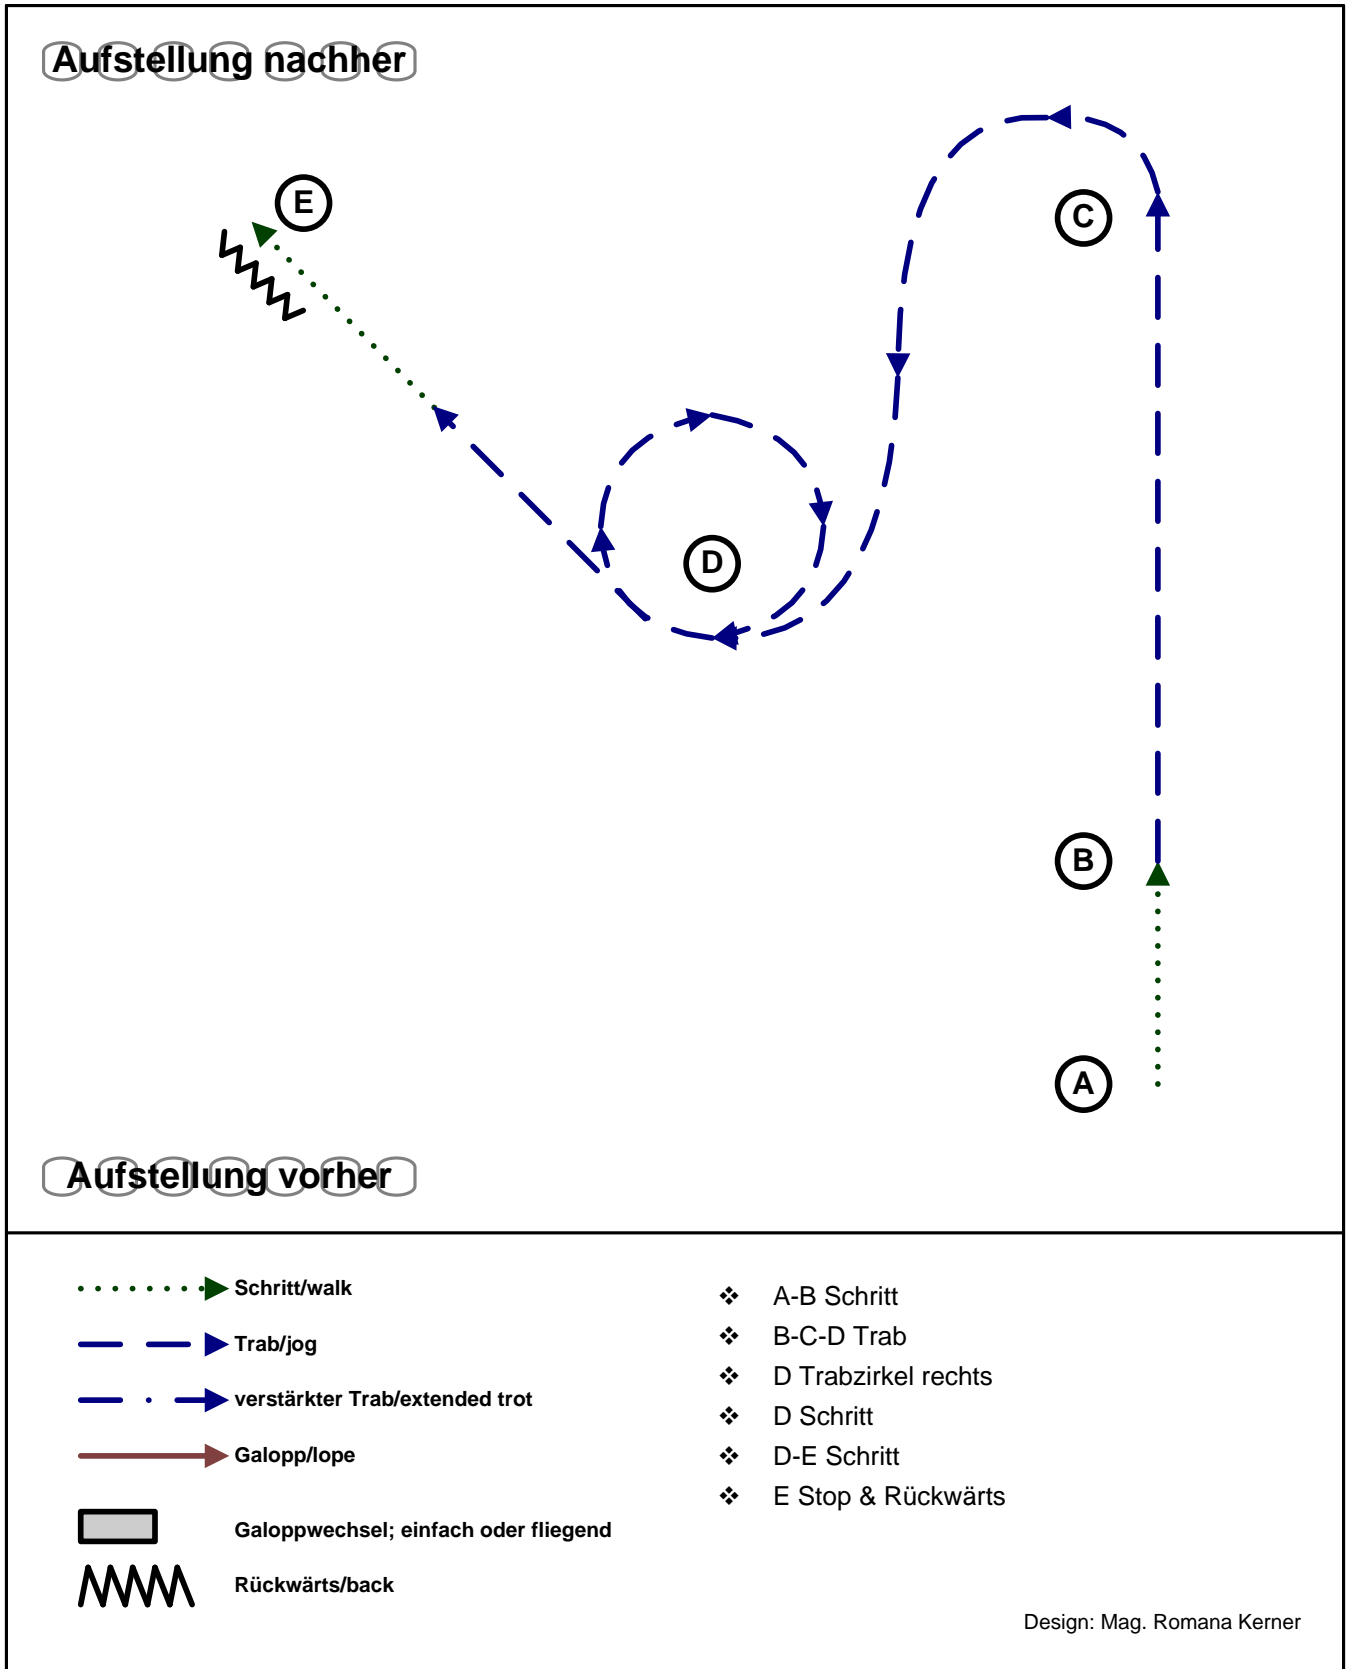 Aufstellung nachher
E
C
D
B
A
Aufstellung vorher
Schritt/walk
Trab/jog
verstärkter Trab/extended trot
Galopp/lope
Galoppwechsel; einfach oder fliegend
Rückwärts/back
❖ A-B Schritt
❖ B-C-D Trab
❖ D Trabzirkel rechts
❖ D Schritt
❖ D-E Schritt
❖ E Stop & Rückwärts
Design: Mag. Romana Kerner